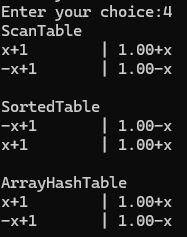 Enter your choice:4
ScanTable
x+1 | 1.00+x
-x+1 | 1.00-x
SortedTable
-x+1 | 1.00-x
x+1 | 1.00+x
ArrayHashTable
x+1 | 1.00+x
-x+1 | 1.00-x